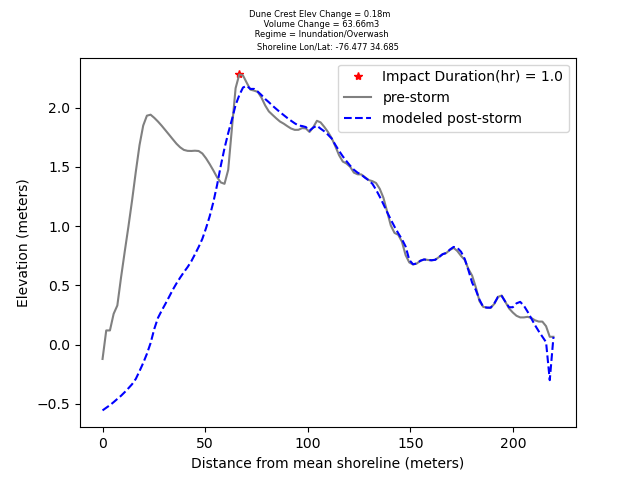 Dune Crest Elev Change = 0.18m
Volume Change = 63.66m3
Regime = Inundation/Overwash
Shoreline Lon/Lat: -76.477 34.685
Impact Duration(hr) = 1.0
pre-storm
modeled post-storm
Elevation (meters)
2.0
1.5
1.0
0.5
0.0
−0.5
0 50 100 150 200
Distance from mean shoreline (meters)